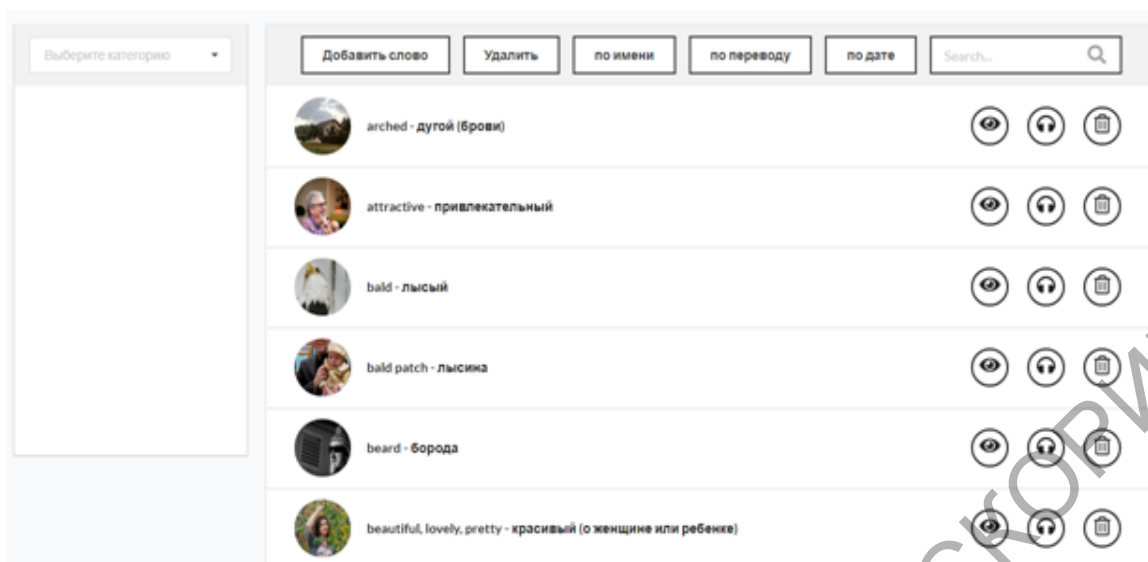 Выберите категорию
Добавить слово Удалить по имени по переводу по дате Search...
arched - дугой (брови)
attractive - привлекательный
bald - лысый
bald patch - лысина
beard - борода
beautiful, lovely, pretty - красивый (о женщине или ребенке)